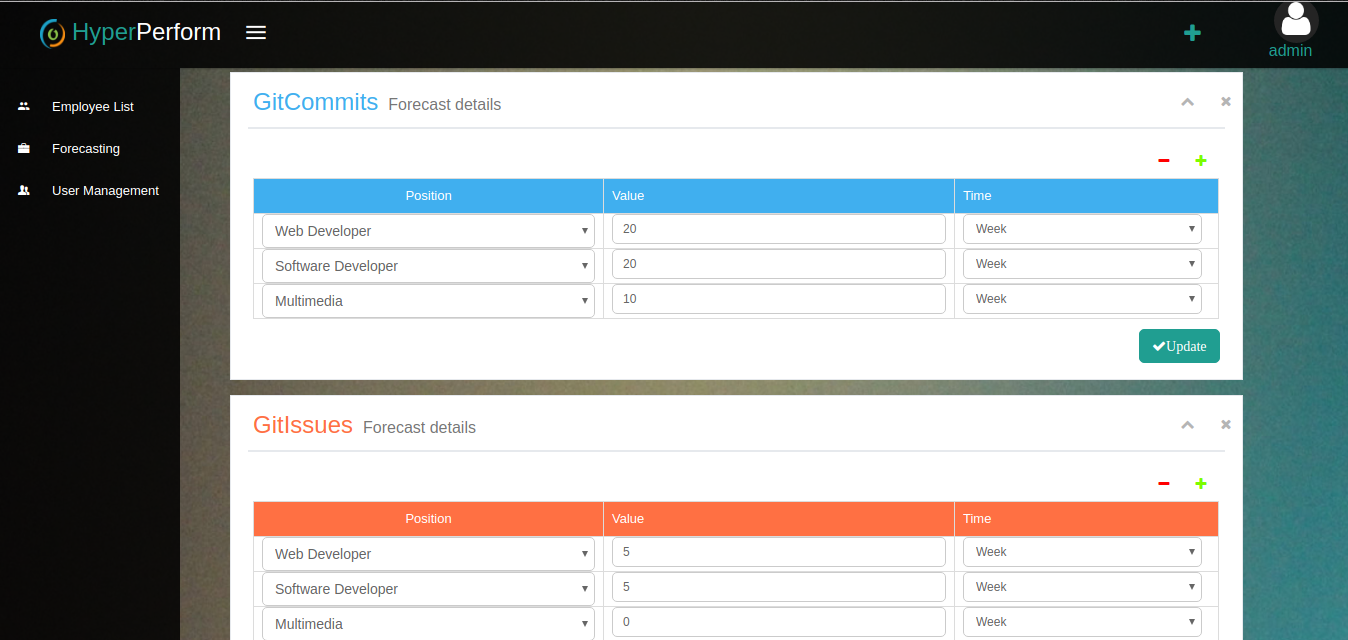 HyperPerform
admin
Employee List
Forecasting
User Management
GitCommits Forecast details
Position Value Time
Web Developer 20 Week
Software Developer 20 Week
Multimedia 10 Week
Update
GitIssues Forecast details
Position Value Time
Web Developer 5 Week
Software Developer 5 Week
Multimedia 0 Week